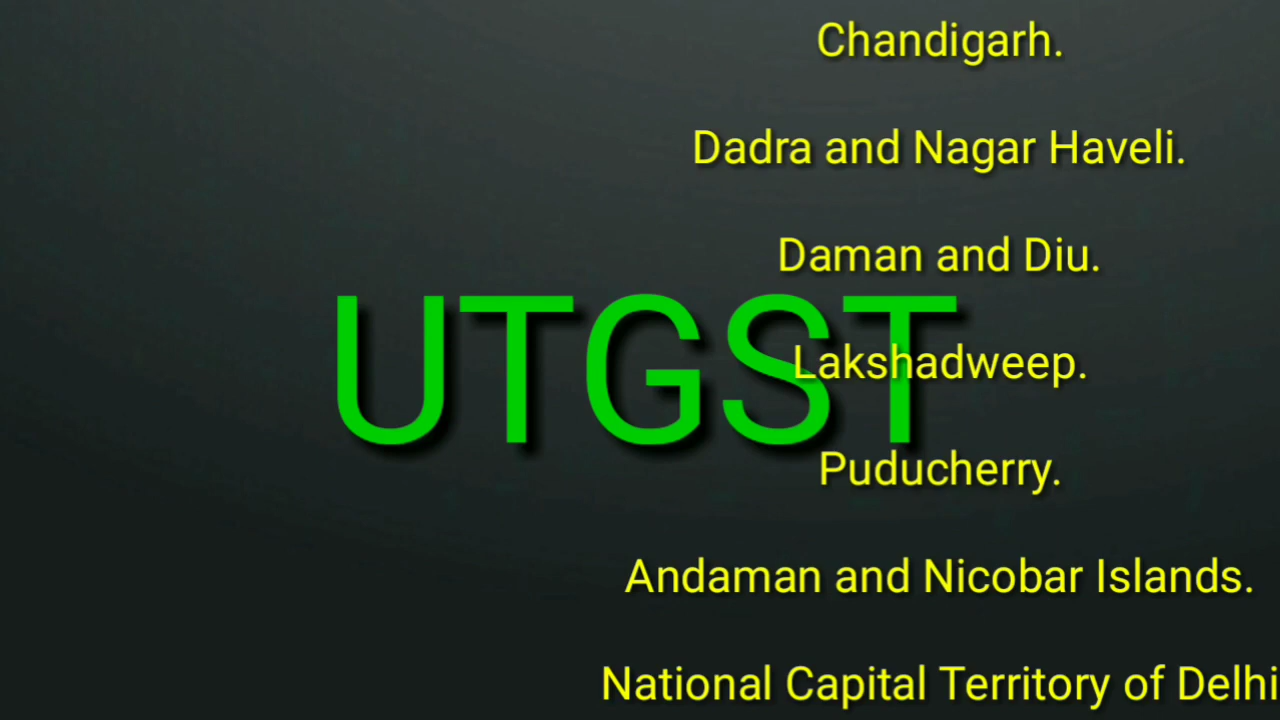 Chandigarh.
Dadra and Nagar Haveli.
Daman and Diu.
UTGST
Lakshadweep.
Puducherry.
Andaman and Nicobar Islands.
National Capital Territory of Delhi